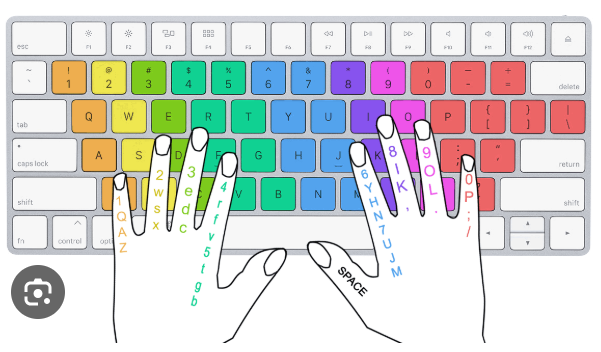 esc F1 F2 F3 F4 F5 F6 F7 F8 F9 F10 F11 F12
~ ` ! 1 @ 2 # 3 $ 4 % 5 ^ 6 & 7 * 8 ( 9 ) 0 - = delete
tab Q W E R T Y U I O P { [ } ] | \
caps lock A S D F G H J K : ; " ' return
shift V B N shift
fn control
1 Q A Z
2 w s x
3 e d c
4 r f v 5 t g b
6 Y H N 7 U J M
8 I K ,
9 O L .
0 P ; /
SPACE